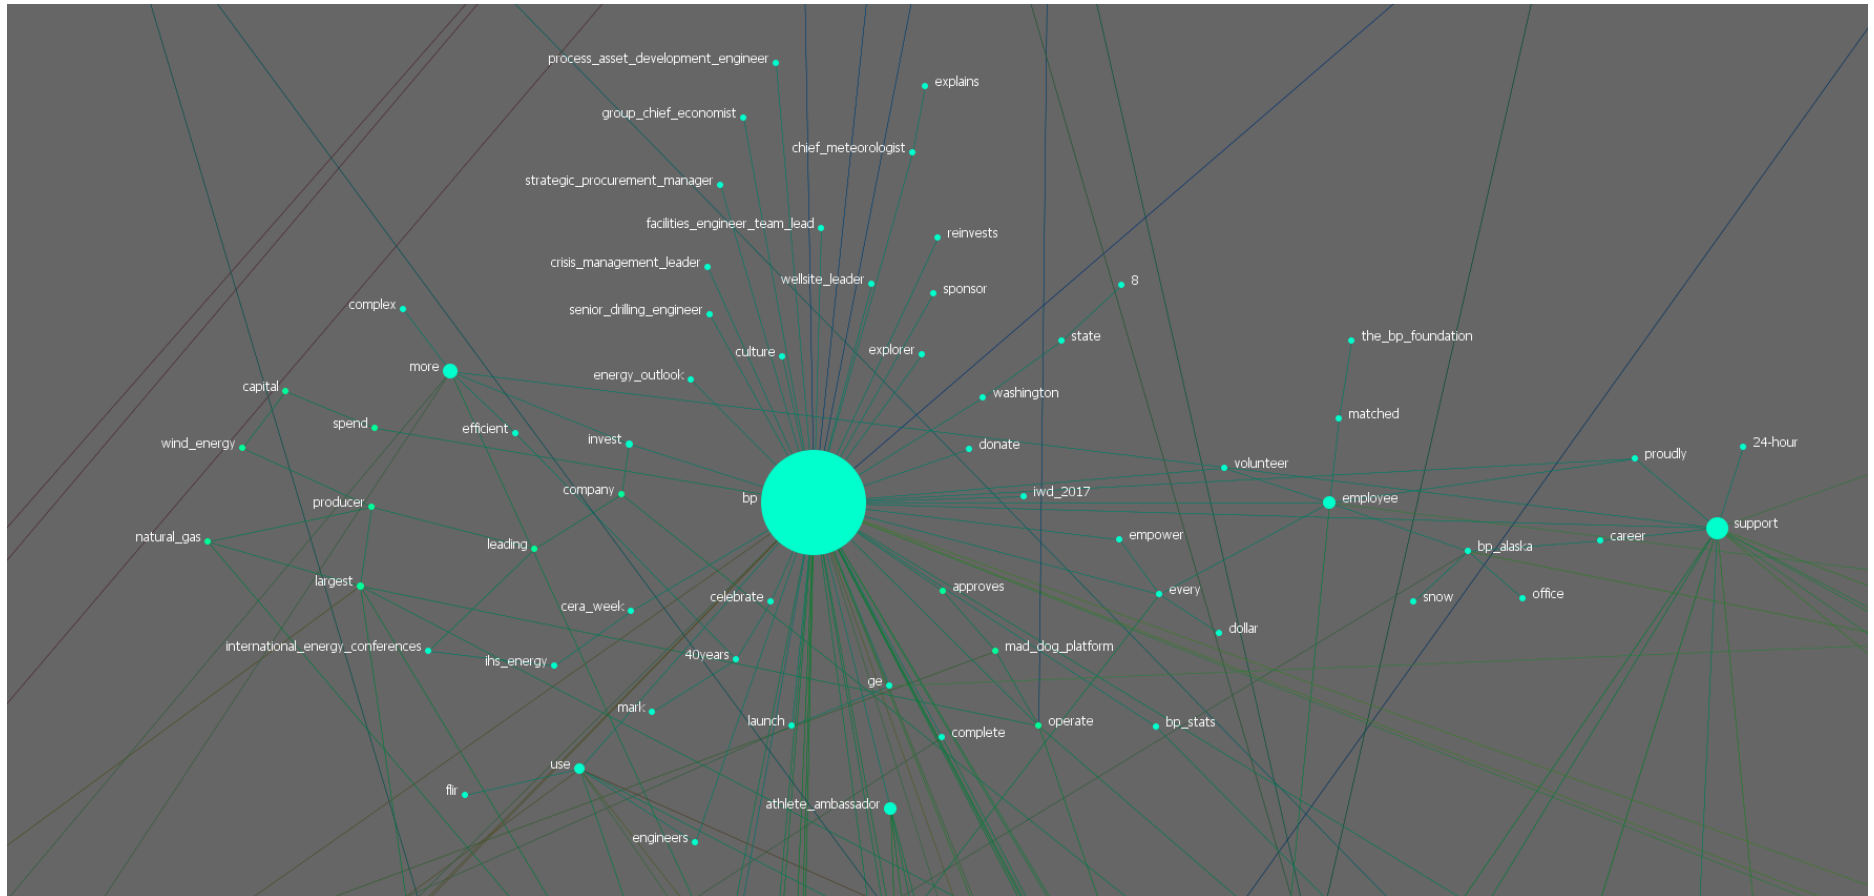 process_asset_development_engineer
explains
group_chief_economist
chief_meteorologist
strategic_procurement_manager
facilities_engineer_team_lead
reinvests
crisis_management_leader
wellsite_leader
8
sponsor
complex
senior_drilling_engineer
state
the_bp_foundation
culture
explorer
more
energy_outlook
capital
washington
matched
spend
efficient
wind_energy
invest
donate
24-hour
proudly
volunteer
company
iwd_2017
bp
employee
producer
support
natural_gas
leading
empower
bp_alaska
career
largest
approves
every
office
celebrate
snow
cera_week
dollar
international_energy_conferences
mad_dog_platform
ihs_energy
40years
ge
mark
launch
operate
bp_stats
complete
use
flir
athlete_ambassador
engineers